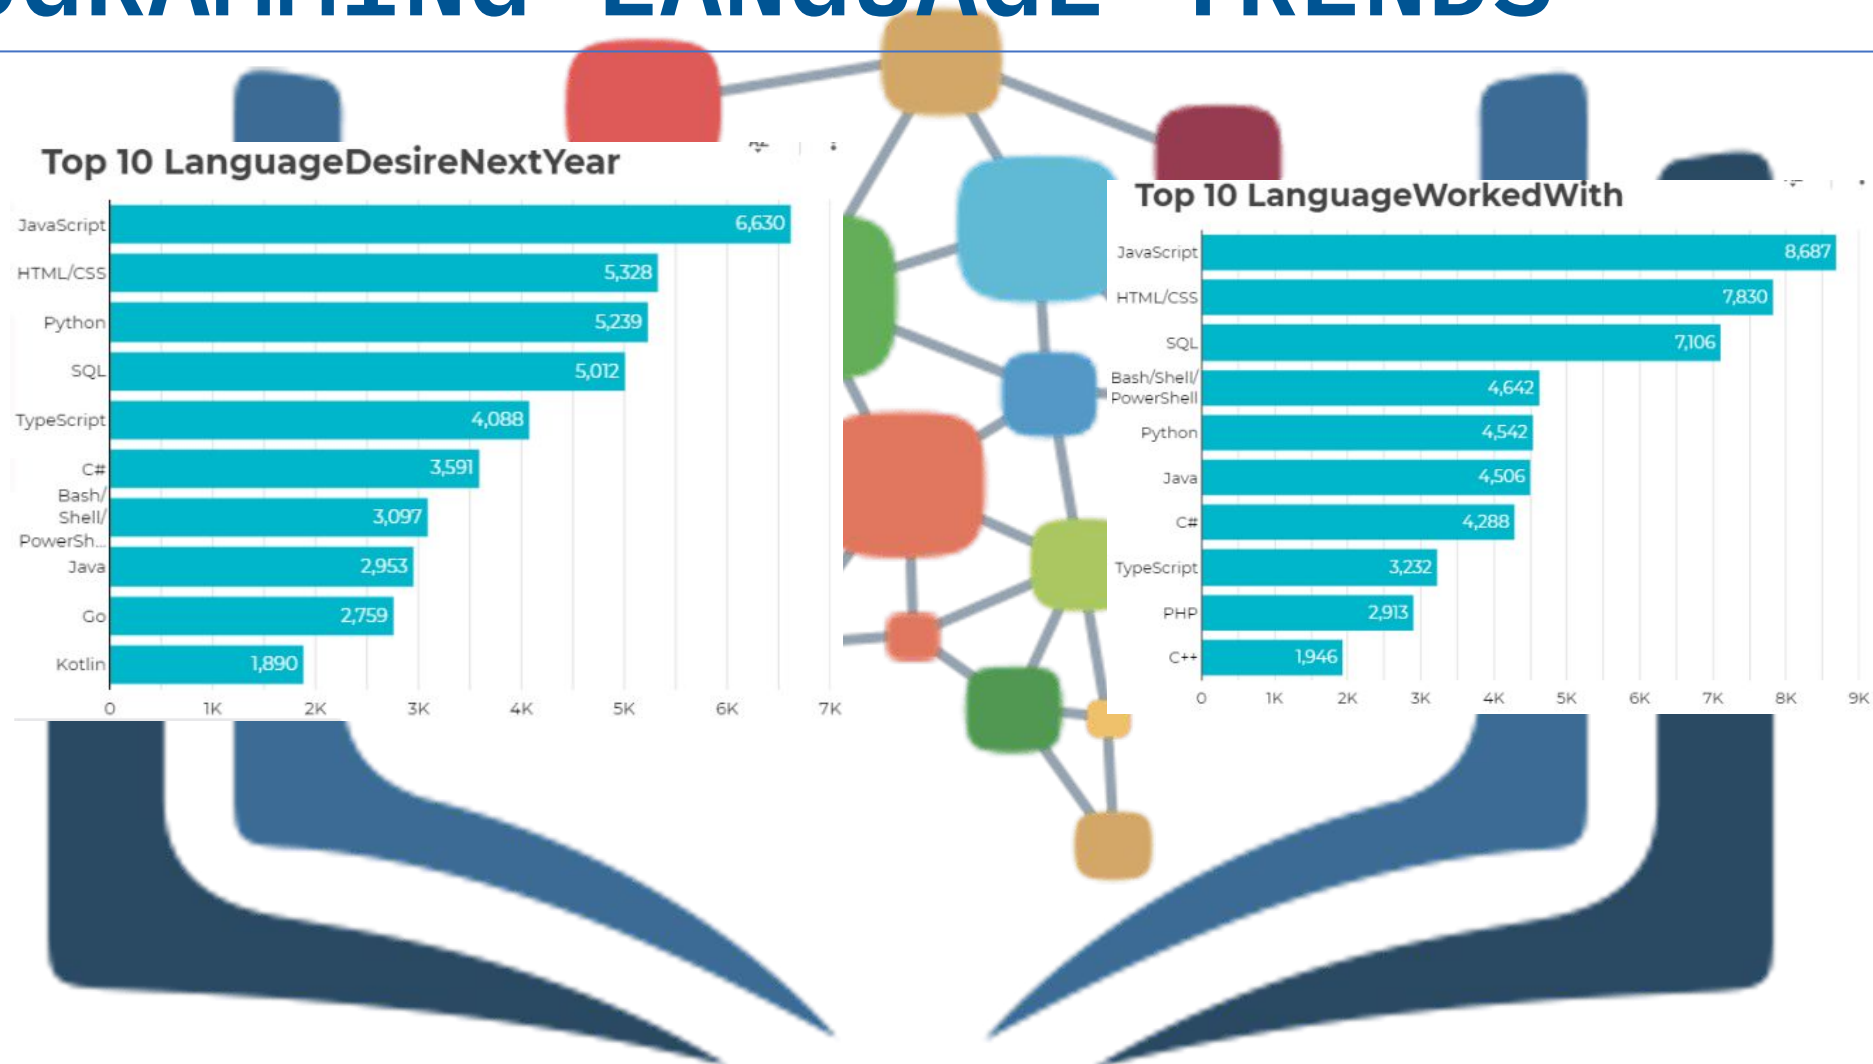 PROGRAMMING LANGUAGE TRENDS
Top 10 LanguageDesireNextYear
JavaScript 6,630
HTML/CSS 5,328
Python 5,239
SQL 5,012
TypeScript 4,088
C# 3,591
Bash/
Shell/ 3,097
PowerSh...
Java 2,953
Go 2,759
Kotlin 1,890
0 1K 2K 3K 4K 5K 6K 7K
Top 10 LanguageWorkedWith
JavaScript 8,687
HTML/CSS 7,830
SQL 7,106
Bash/Shell/
PowerShell 4,642
Python 4,542
Java 4,506
C# 4,288
TypeScript 3,232
PHP 2,913
C++ 1,946
0 1K 2K 3K 4K 5K 6K 7K 8K 9K